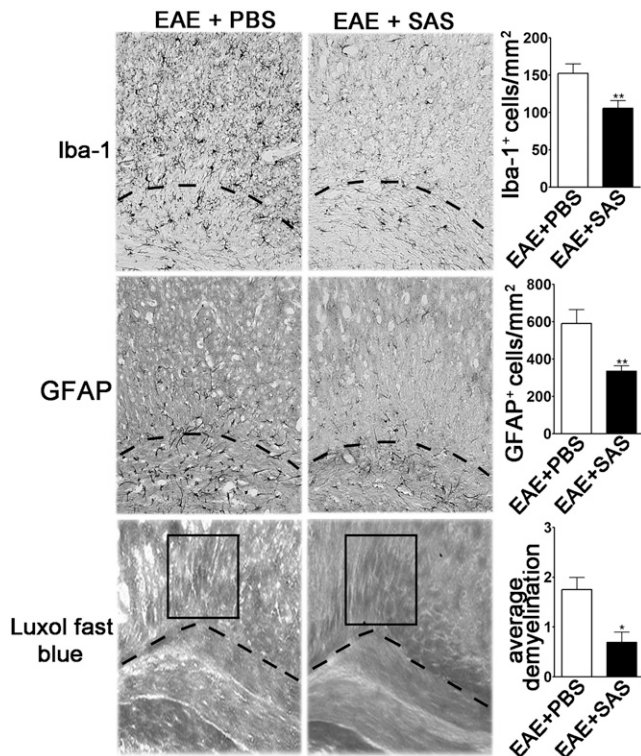 EAE + PBS
EAE + SAS
Iba-1
Iba-1⁺ cells/mm²
200
150
100
50
0
**
EAE+PBS
EAE+SAS
GFAP
GFAP⁺ cells/mm²
800
600
400
200
0
**
EAE+PBS
EAE+SAS
Luxol fast
blue
average
demyelination
3
2
1
0
*
EAE+PBS
EAE+SAS